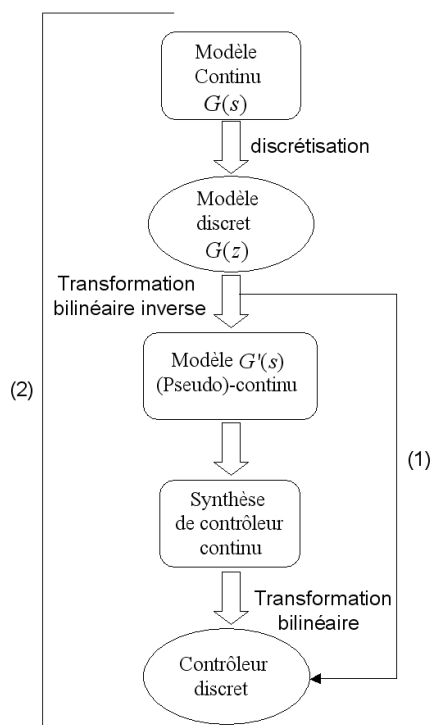 Modèle
Continu
G(s)
discrétisation
Modèle
discret
G(z)
Transformation
bilinéaire inverse
Modèle G'(s)
(Pseudo)-continu
(2)
(1)
Synthèse
de contrôleur
continu
Transformation
bilinéaire
Contrôleur
discret